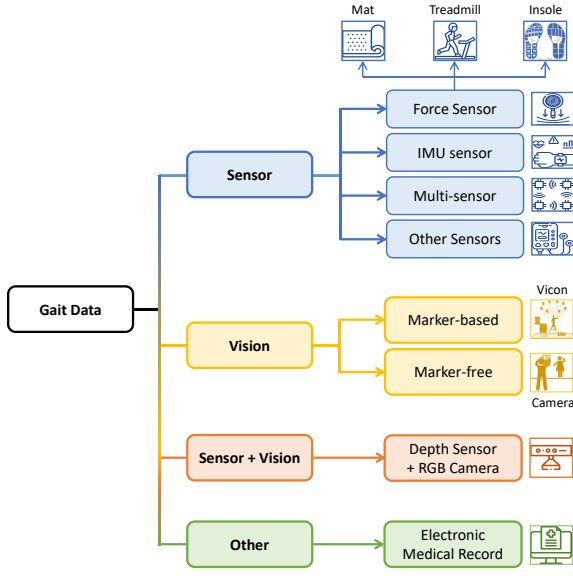 Mat
Treadmill
Insole
Force Sensor
IMU sensor
Sensor
Multi-sensor
Other Sensors
Gait Data
Vicon
Marker-based
Vision
Marker-free
Camera
Sensor + Vision
Depth Sensor
+ RGB Camera
Other
Electronic
Medical Record